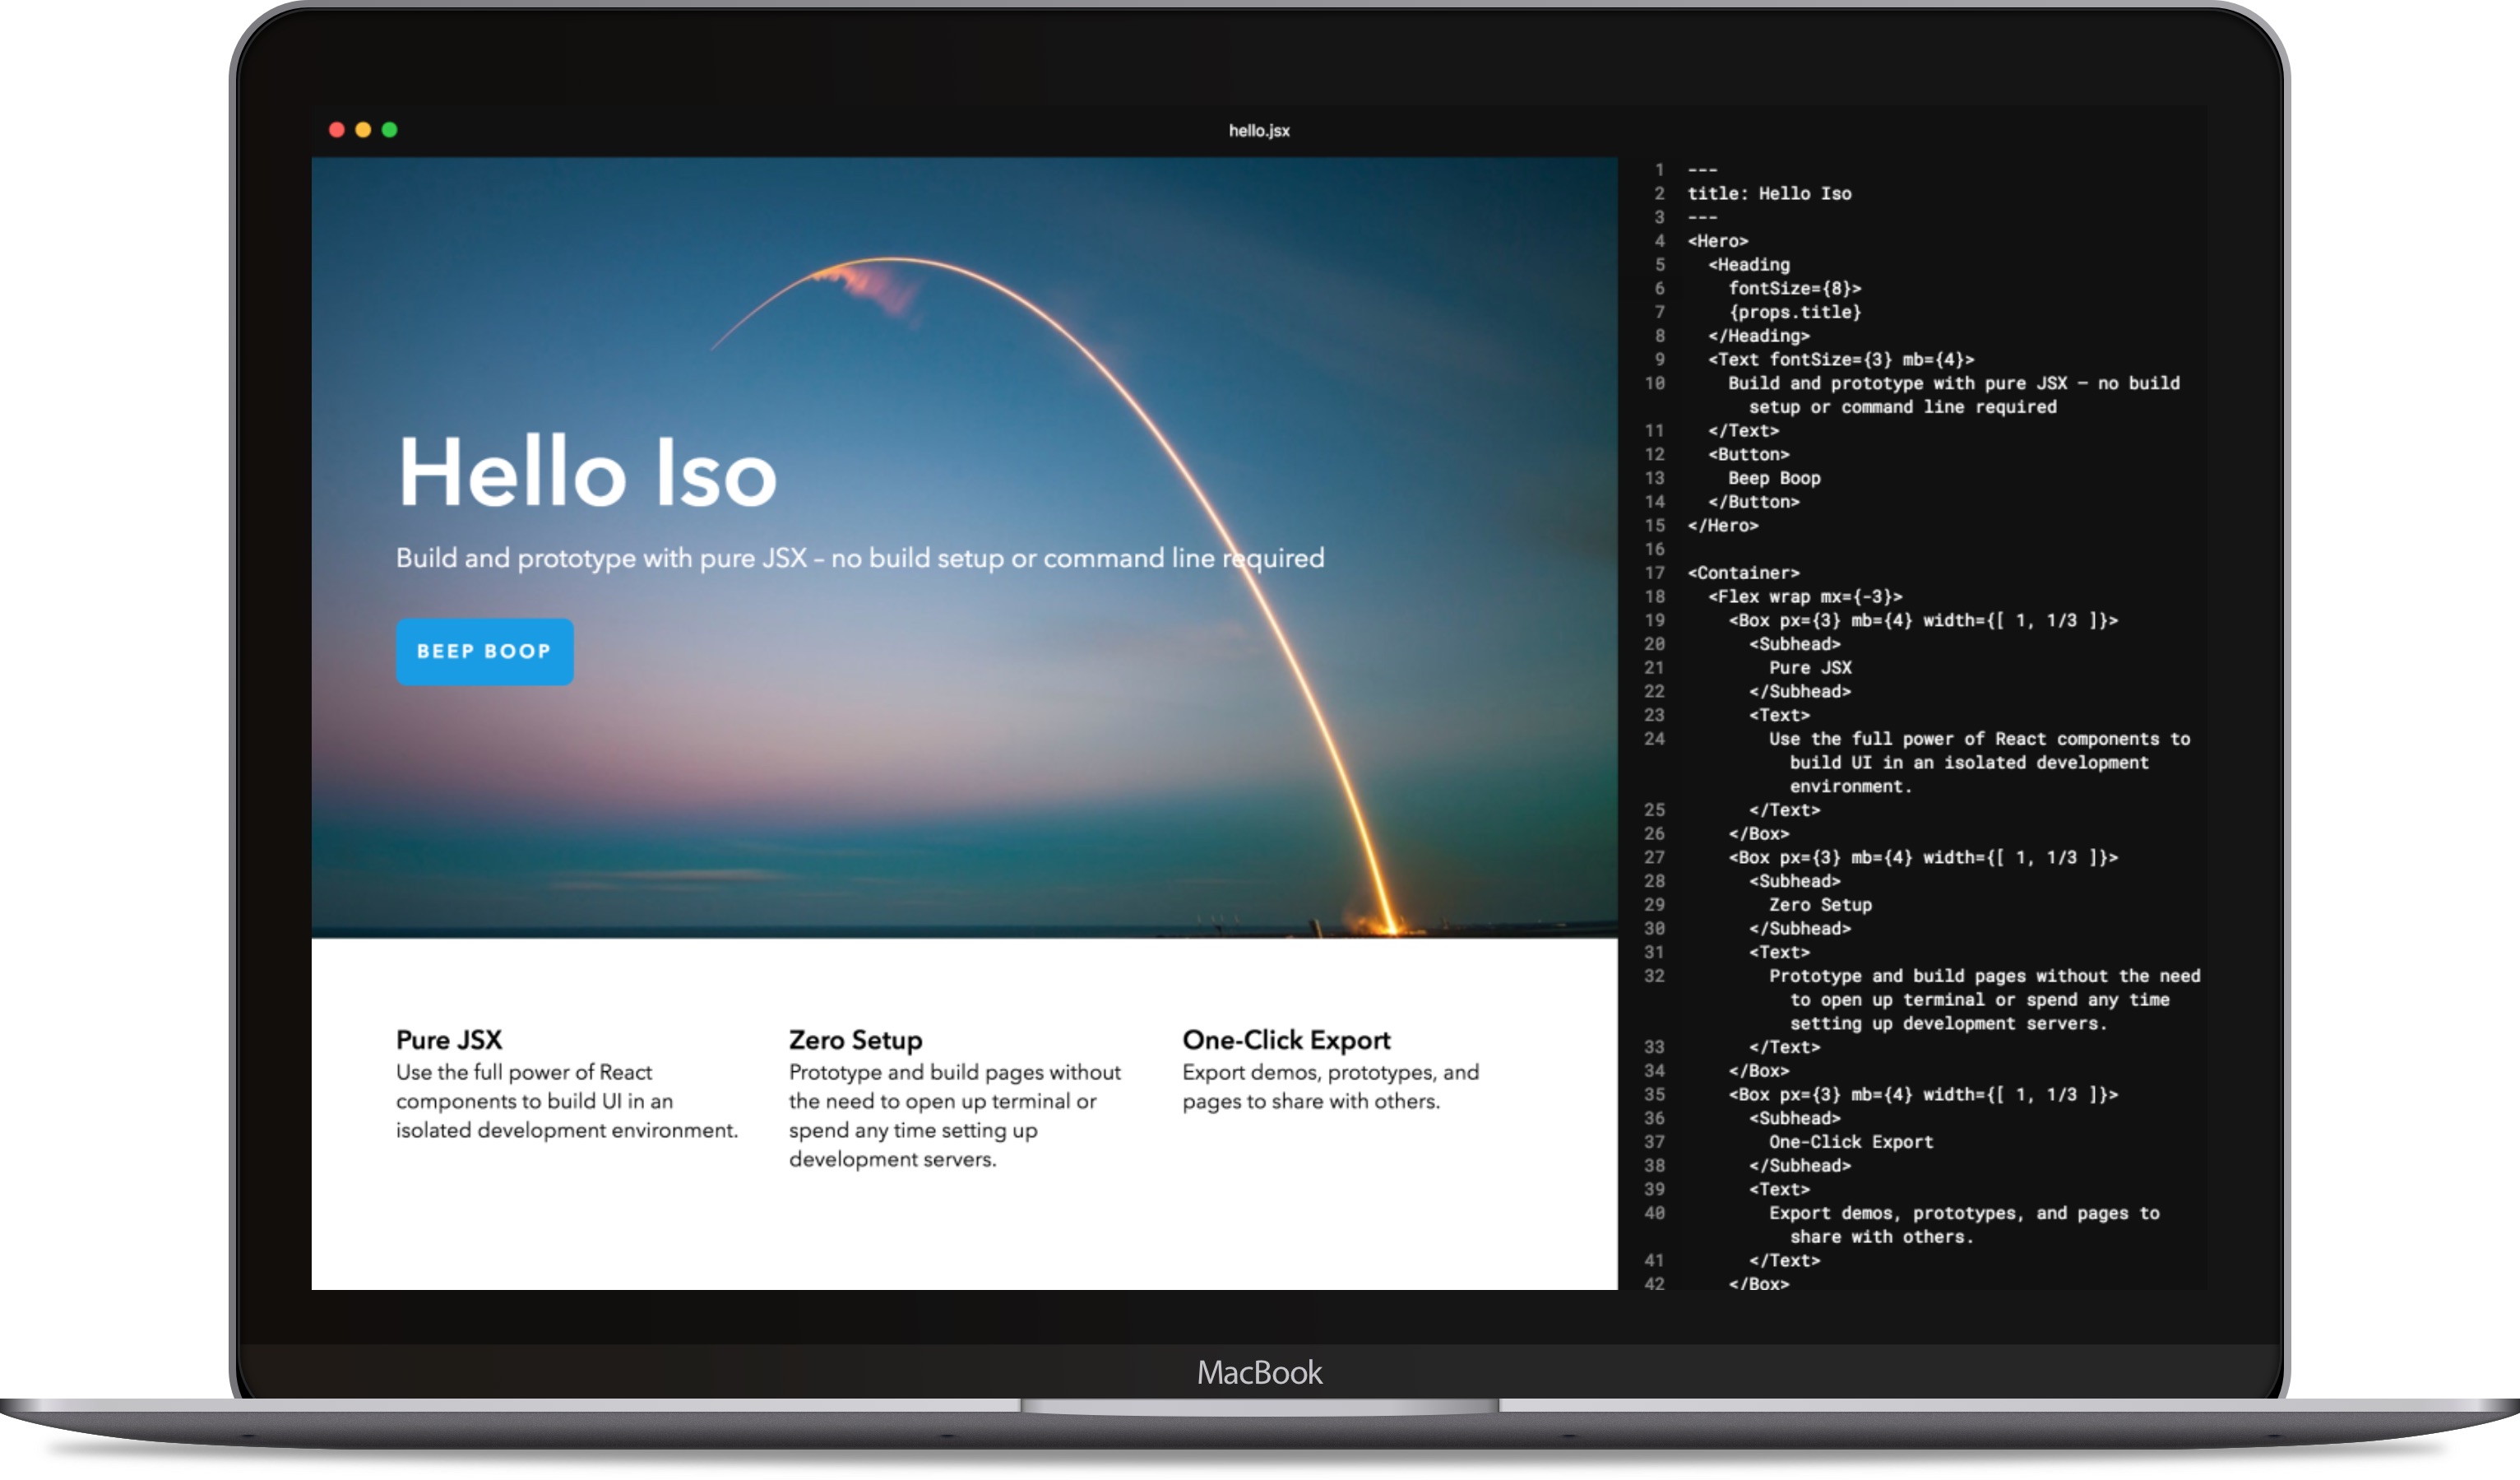 hello.jsx
Hello Iso
Build and prototype with pure JSX – no build setup or command line required
BEEP BOOP
Pure JSX
Use the full power of React
components to build UI in an
isolated development environment.
Zero Setup
Prototype and build pages without
the need to open up terminal or
spend any time setting up
development servers.
One-Click Export
Export demos, prototypes, and
pages to share with others.
1 ---
2 title: Hello Iso
3 ---
4 <Hero>
5 <Heading
6 fontSize={8}>
7 {props.title}
8 </Heading>
9 <Text fontSize={3} mb={4}>
10 Build and prototype with pure JSX – no build
setup or command line required
11 </Text>
12 <Button>
13 Beep Boop
14 </Button>
15 </Hero>
16
17 <Container>
18 <Flex wrap mx={-3}>
19 <Box px={3} mb={4} width={[ 1, 1/3 ]}>
20 <Subhead>
21 Pure JSX
22 </Subhead>
23 <Text>
24 Use the full power of React components to
build UI in an isolated development
environment.
25 </Text>
26 </Box>
27 <Box px={3} mb={4} width={[ 1, 1/3 ]}>
28 <Subhead>
29 Zero Setup
30 </Subhead>
31 <Text>
32 Prototype and build pages without the need
to open up terminal or spend any time
setting up development servers.
33 </Text>
34 </Box>
35 <Box px={3} mb={4} width={[ 1, 1/3 ]}>
36 <Subhead>
37 One-Click Export
38 </Subhead>
39 <Text>
40 Export demos, prototypes, and pages to
share with others.
41 </Text>
42 </Box>
MacBook